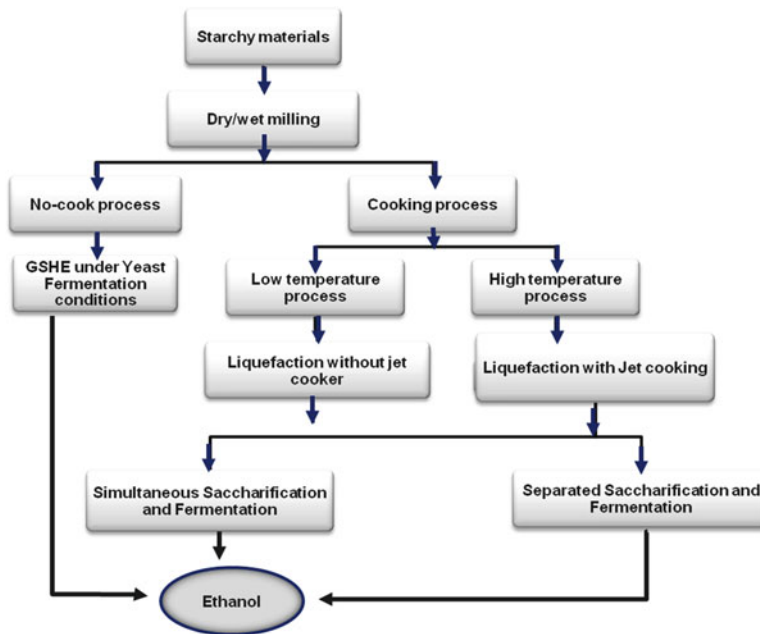 Starchy materials
Dry/wet milling
No-cook process
Cooking process
GSHE under Yeast
Fermentation
conditions
Low temperature
process
High temperature
process
Liquefaction without jet
cooker
Liquefaction with Jet cooking
Simultaneous Saccharification
and Fermentation
Separated Saccharification and
Fermentation
Ethanol